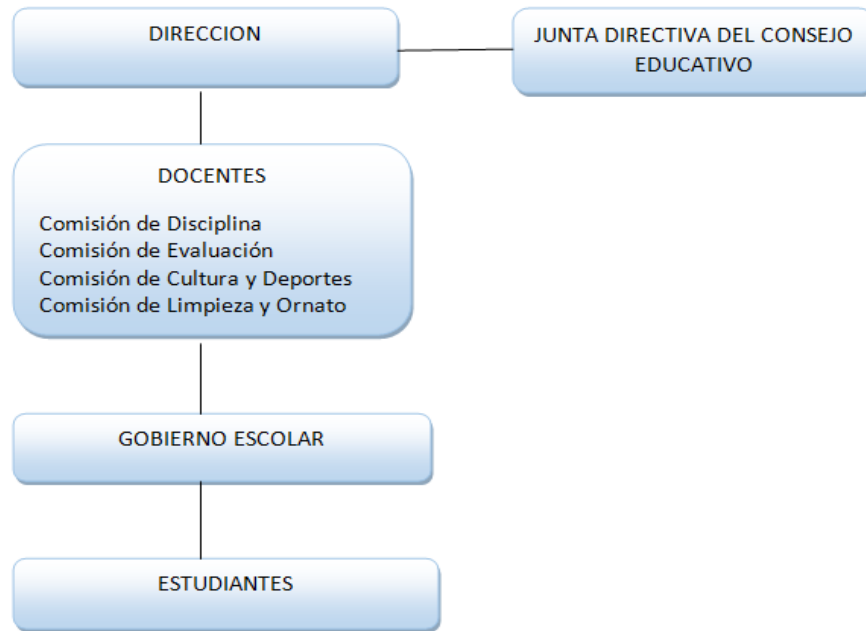 DIRECCION
JUNTA DIRECTIVA DEL CONSEJO
EDUCATIVO
DOCENTES
Comisión de Disciplina
Comisión de Evaluación
Comisión de Cultura y Deportes
Comisión de Limpieza y Ornato
GOBIERNO ESCOLAR
ESTUDIANTES